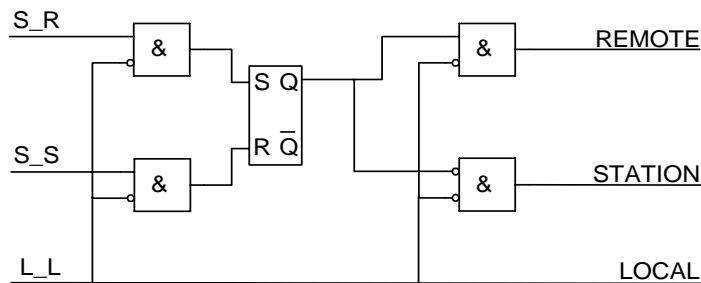 S_R & & REMOTE
S Q
R Q̅
S_S & & STATION
L_L LOCAL